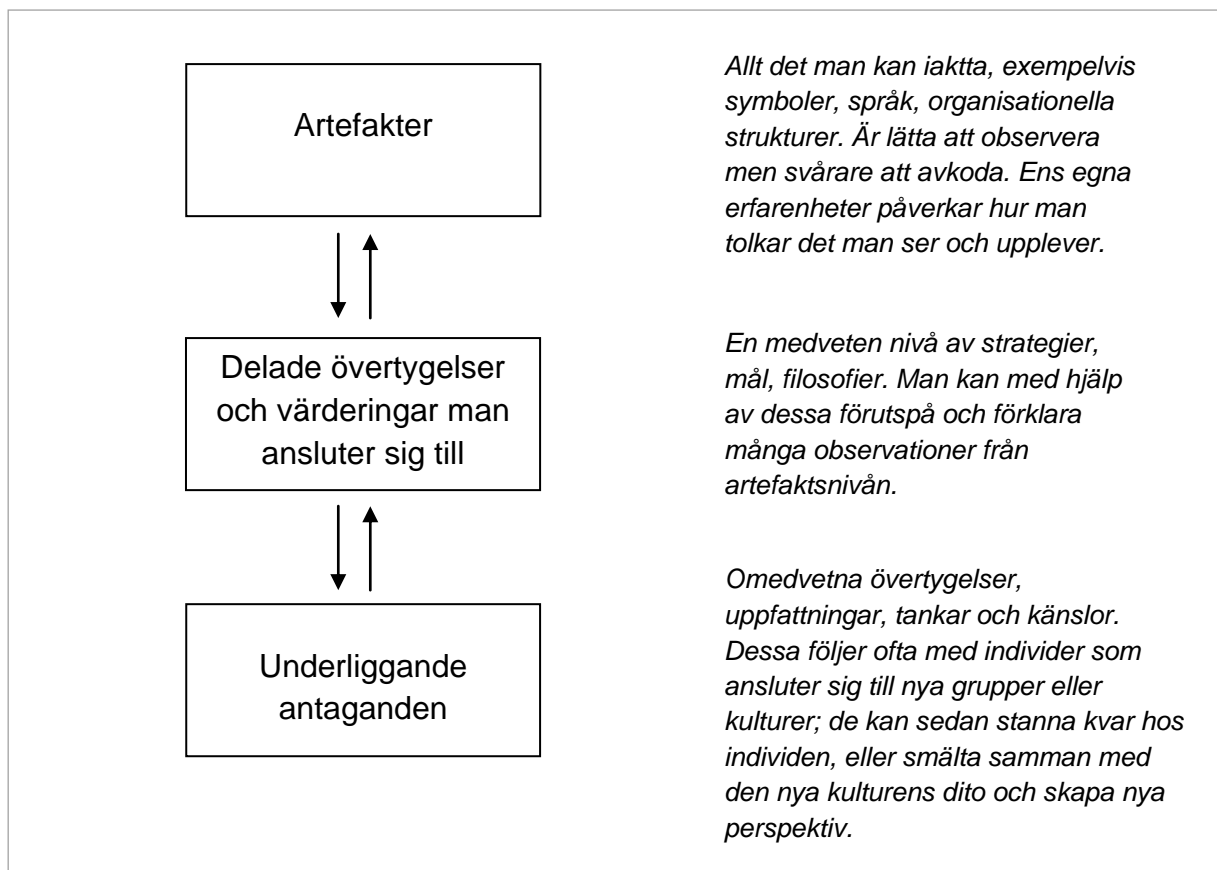 Artefakter
Allt det man kan iaktta, exempelvis
symboler, språk, organisationella
strukturer. Är lätta att observera
men svårare att avkoda. Ens egna
erfarenheter påverkar hur man
tolkar det man ser och upplever.
Delade övertygelser
och värderingar man
ansluter sig till
En medveten nivå av strategier,
mål, filosofier. Man kan med hjälp
av dessa förutspå och förklara
många observationer från
artefaktsnivån.
Underliggande
antaganden
Omedvetna övertygelser,
uppfattningar, tankar och känslor.
Dessa följer ofta med individer som
ansluter sig till nya grupper eller
kulturer; de kan sedan stanna kvar hos
individen, eller smälta samman med
den nya kulturens dito och skapa nya
perspektiv.